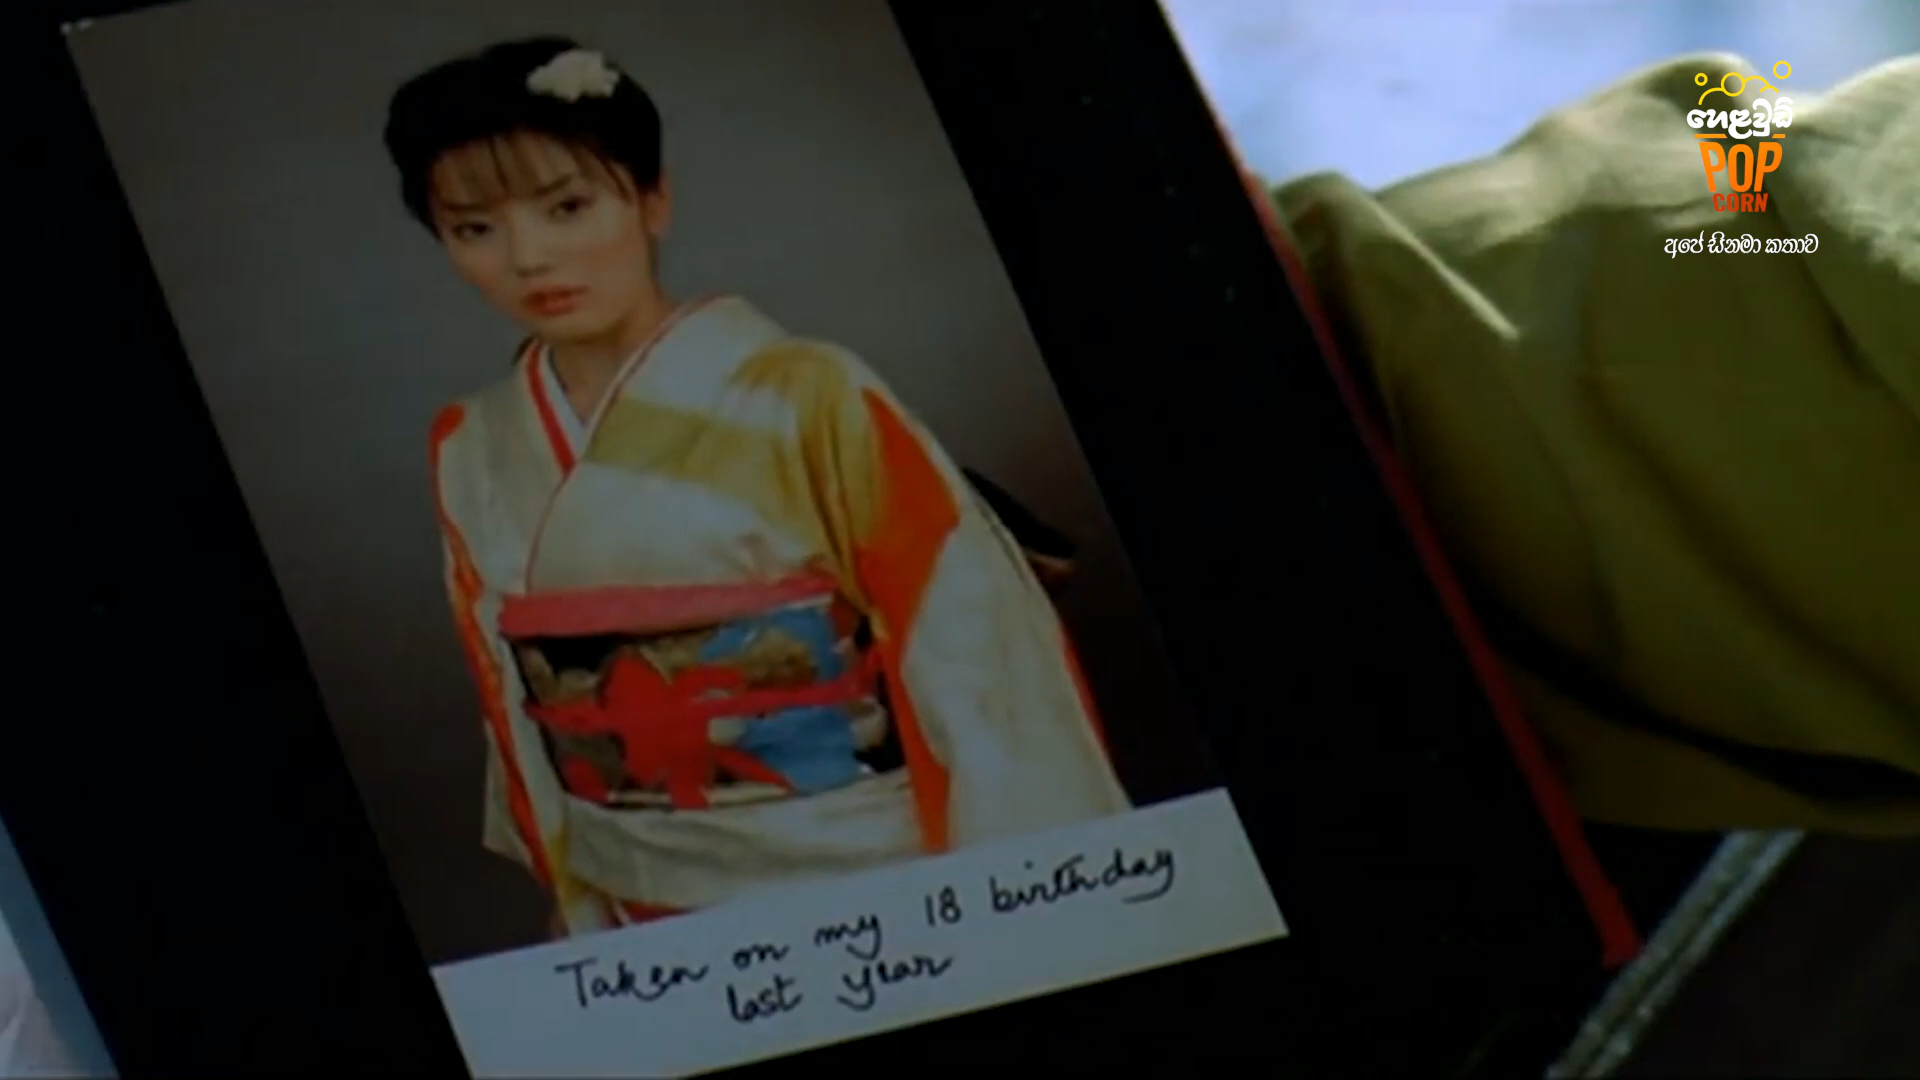 හෙළවුඩ්
POP
CORN
අපේ සිනමා කතාව
Taken on my 18 birthday
last year